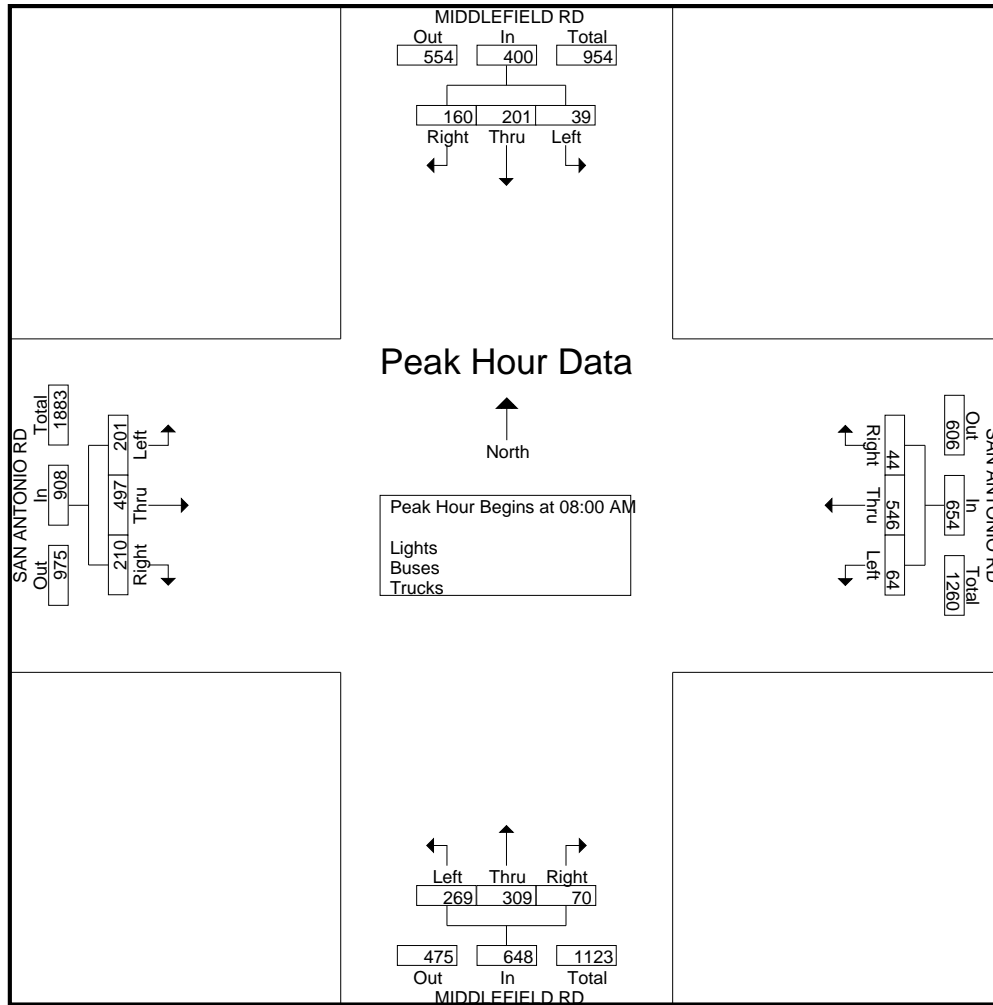 MIDDLEFIELD RD
Out In Total
554 400 954
160 201 39
Right Thru Left
Peak Hour Data
North
Peak Hour Begins at 08:00 AM
Lights
Buses
Trucks
SAN ANTONIO RD
Total In Out
1883 908 975
201 497 210
Left Thru Right
SAN ANTONIO RD
Out In Total
606 654 1260
44 546 64
Right Thru Left
Left Thru Right
269 309 70
475 648 1123
Out In Total
MIDDLEFIELD RD